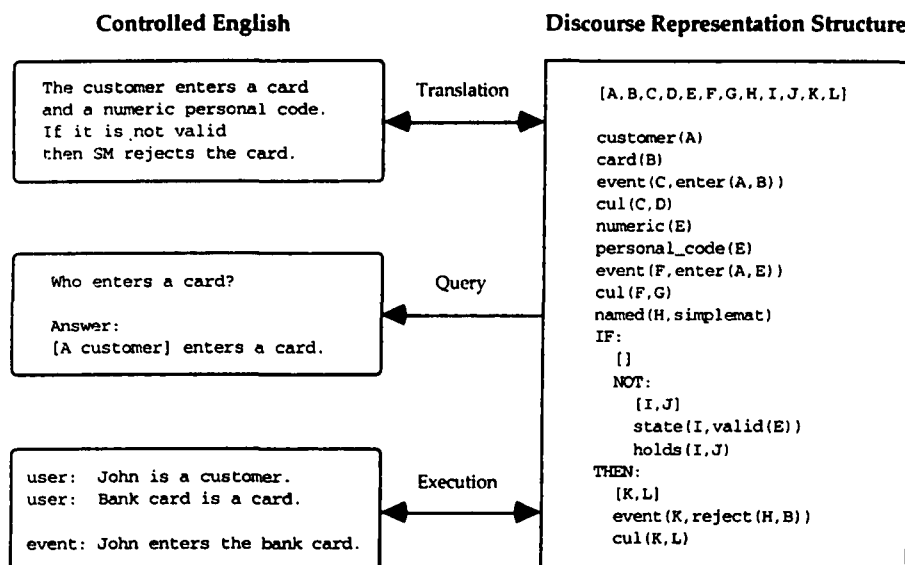 Controlled English
Discourse Representation Structure
The customer enters a card
and a numeric personal code.
If it is not valid
then SM rejects the card.
Translation
Who enters a card?
Answer:
[A customer] enters a card.
Query
user: John is a customer.
user: Bank card is a card.
event: John enters the bank card.
Execution
[A,B,C,D,E,F,G,H,I,J,K,L]
customer(A)
card(B)
event(C,enter(A,B))
cul(C,D)
numeric(E)
personal_code(E)
event(F,enter(A,E))
cul(F,G)
named(H,simplemat)
IF:
[]
NOT:
[I,J]
state(I,valid(E))
holds(I,J)
THEN:
[K,L]
event(K,reject(H,B))
cul(K,L)